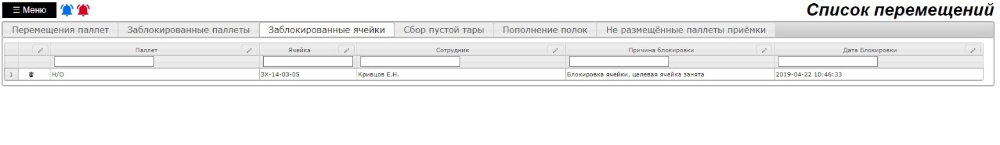 ☰ Меню
Список перемещений
Перемещения паллет Заблокированные паллеты Заблокированные ячейки Сбор пустой тары Пополнение полок Не размещённые паллеты приёмки
Паллет Ячейка Сотрудник Причина блокировки Дата Блокировки
1 Н/О ЗХ-14-03-05 Кривцов Е.Н. Блокировка ячейки, целевая ячейка занята 2019-04-22 10:46:33